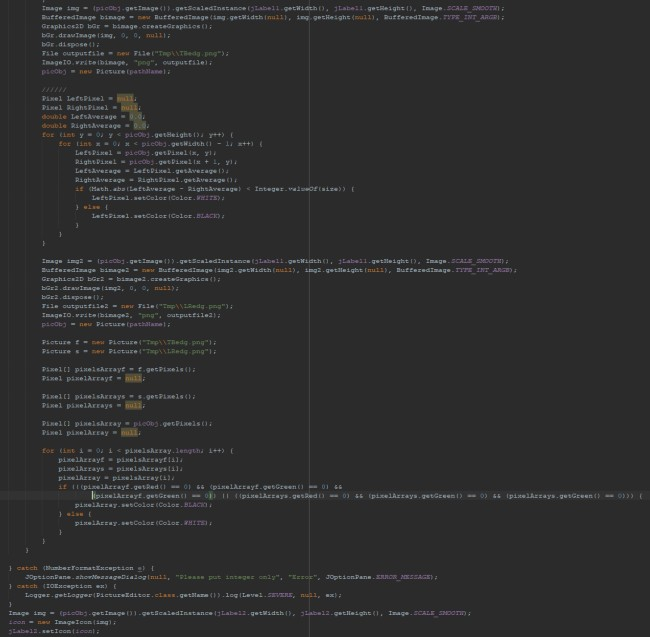 Image img = (picObj.getImage()).getScaledInstance(jLabel1.getWidth(), jLabel1.getHeight(), Image.SCALE_SMOOTH);
BufferedImage bimage = new BufferedImage(img.getWidth(null), img.getHeight(null), BufferedImage.TYPE_INT_ARGB);
Graphics2D bGr = bimage.createGraphics();
bGr.drawImage(img, 0, 0, null);
bGr.dispose();
File outputfile = new File("Tmp\\TBedg.png");
ImageIO.write(bimage, "png", outputfile);
picObj = new Picture(pathName);
//////
Pixel LeftPixel = null;
Pixel RightPixel = null;
double LeftAverage = 0.0;
double RightAverage = 0.0;
for (int y = 0; y < picObj.getHeight(); y++) {
for (int x = 0; x < picObj.getWidth() - 1; x++) {
LeftPixel = picObj.getPixel(x, y);
RightPixel = picObj.getPixel(x + 1, y);
LeftAverage = LeftPixel.getAverage();
RightAverage = RightPixel.getAverage();
if (Math.abs(LeftAverage - RightAverage) < Integer.valueOf(size)) {
LeftPixel.setColor(Color.WHITE);
} else {
LeftPixel.setColor(Color.BLACK);
}
}
}
Image img2 = (picObj.getImage()).getScaledInstance(jLabel1.getWidth(), jLabel1.getHeight(), Image.SCALE_SMOOTH);
BufferedImage bimage2 = new BufferedImage(img2.getWidth(null), img2.getHeight(null), BufferedImage.TYPE_INT_ARGB);
Graphics2D bGr2 = bimage2.createGraphics();
bGr2.drawImage(img2, 0, 0, null);
bGr2.dispose();
File outputfile2 = new File("Tmp\\LRedg.png");
ImageIO.write(bimage2, "png", outputfile2);
picObj = new Picture(pathName);
Picture f = new Picture("Tmp\\TBedg.png");
Picture s = new Picture("Tmp\\LRedg.png");
Pixel[] pixelsArrayf = f.getPixels();
Pixel pixelArrayf = null;
Pixel[] pixelsArrays = s.getPixels();
Pixel pixelArrays = null;
Pixel[] pixelsArray = picObj.getPixels();
Pixel pixelArray = null;
for (int i = 0; i < pixelsArray.length; i++) {
pixelArrayf = pixelsArrayf[i];
pixelArrays = pixelsArrays[i];
pixelArray = pixelsArray[i];
if (((pixelArrayf.getRed() == 0) && (pixelArrayf.getGreen() == 0) &&
(pixelArrayf.getGreen() == 0)) || ((pixelArrays.getRed() == 0) && (pixelArrays.getGreen() == 0) && (pixelArrays.getGreen() == 0))) {
pixelArray.setColor(Color.BLACK);
} else {
pixelArray.setColor(Color.WHITE);
}
}
}
} catch (NumberFormatException e) {
JOptionPane.showMessageDialog(null, "Please put integer only", "Error", JOptionPane.ERROR_MESSAGE);
} catch (IOException ex) {
Logger.getLogger(PictureEditor.class.getName()).log(Level.SEVERE, null, ex);
}
Image img = (picObj.getImage()).getScaledInstance(jLabel2.getWidth(), jLabel2.getHeight(), Image.SCALE_SMOOTH);
icon = new ImageIcon(img);
jLabel2.setIcon(icon);